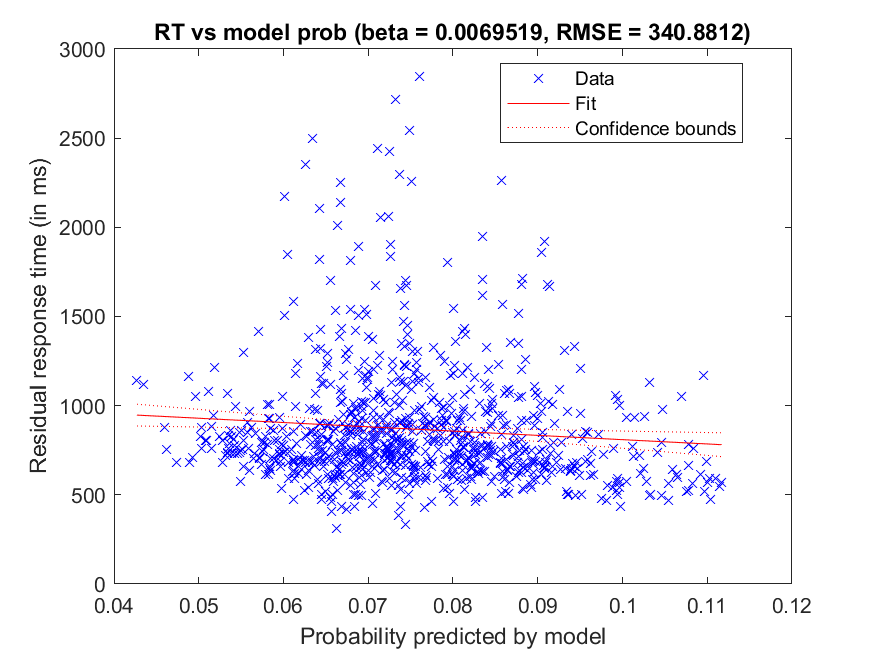 RT vs model prob (beta = 0.0069519, RMSE = 340.8812)
Data
Fit
Confidence bounds
Residual response time (in ms)
3000
2500
2000
1500
1000
500
0
0.04 0.05 0.06 0.07 0.08 0.09 0.1 0.11 0.12
Probability predicted by model